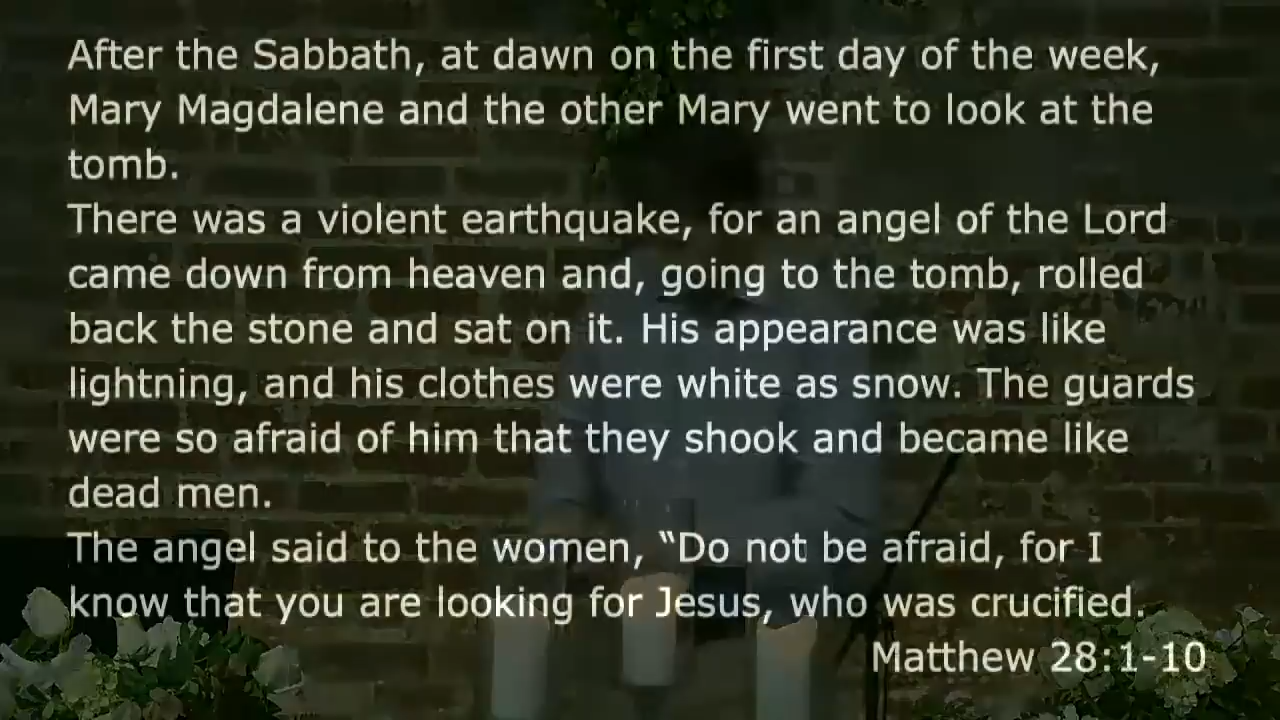 After the Sabbath, at dawn on the first day of the week,
Mary Magdalene and the other Mary went to look at the
tomb.
There was a violent earthquake, for an angel of the Lord
came down from heaven and, going to the tomb, rolled
back the stone and sat on it. His appearance was like
lightning, and his clothes were white as snow. The guards
were so afraid of him that they shook and became like
dead men.
The angel said to the women, “Do not be afraid, for I
know that you are looking for Jesus, who was crucified.
Matthew 28:1-10